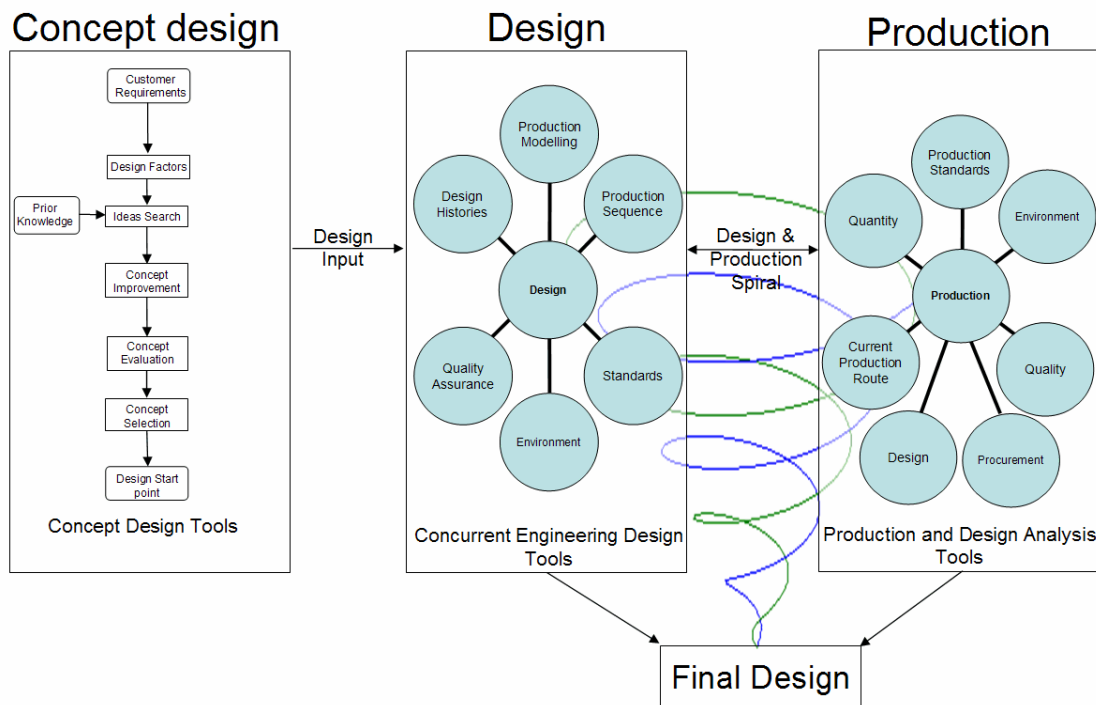 Concept design
Customer
Requirements
Design Factors
Prior
Knowledge
Ideas Search
Concept
Improvement
Concept
Evaluation
Concept
Selection
Design Start
point
Concept Design Tools
Design
Input
Design
Production
Modelling
Design
Histories
Production
Sequence
Design
Quality
Assurance
Standards
Environment
Concurrent Engineering Design
Tools
Design &
Production
Spiral
Production
Production
Standards
Quantity
Environment
Production
Current
Production
Route
Quality
Design
Procurement
Production and Design Analysis
Tools
Final Design